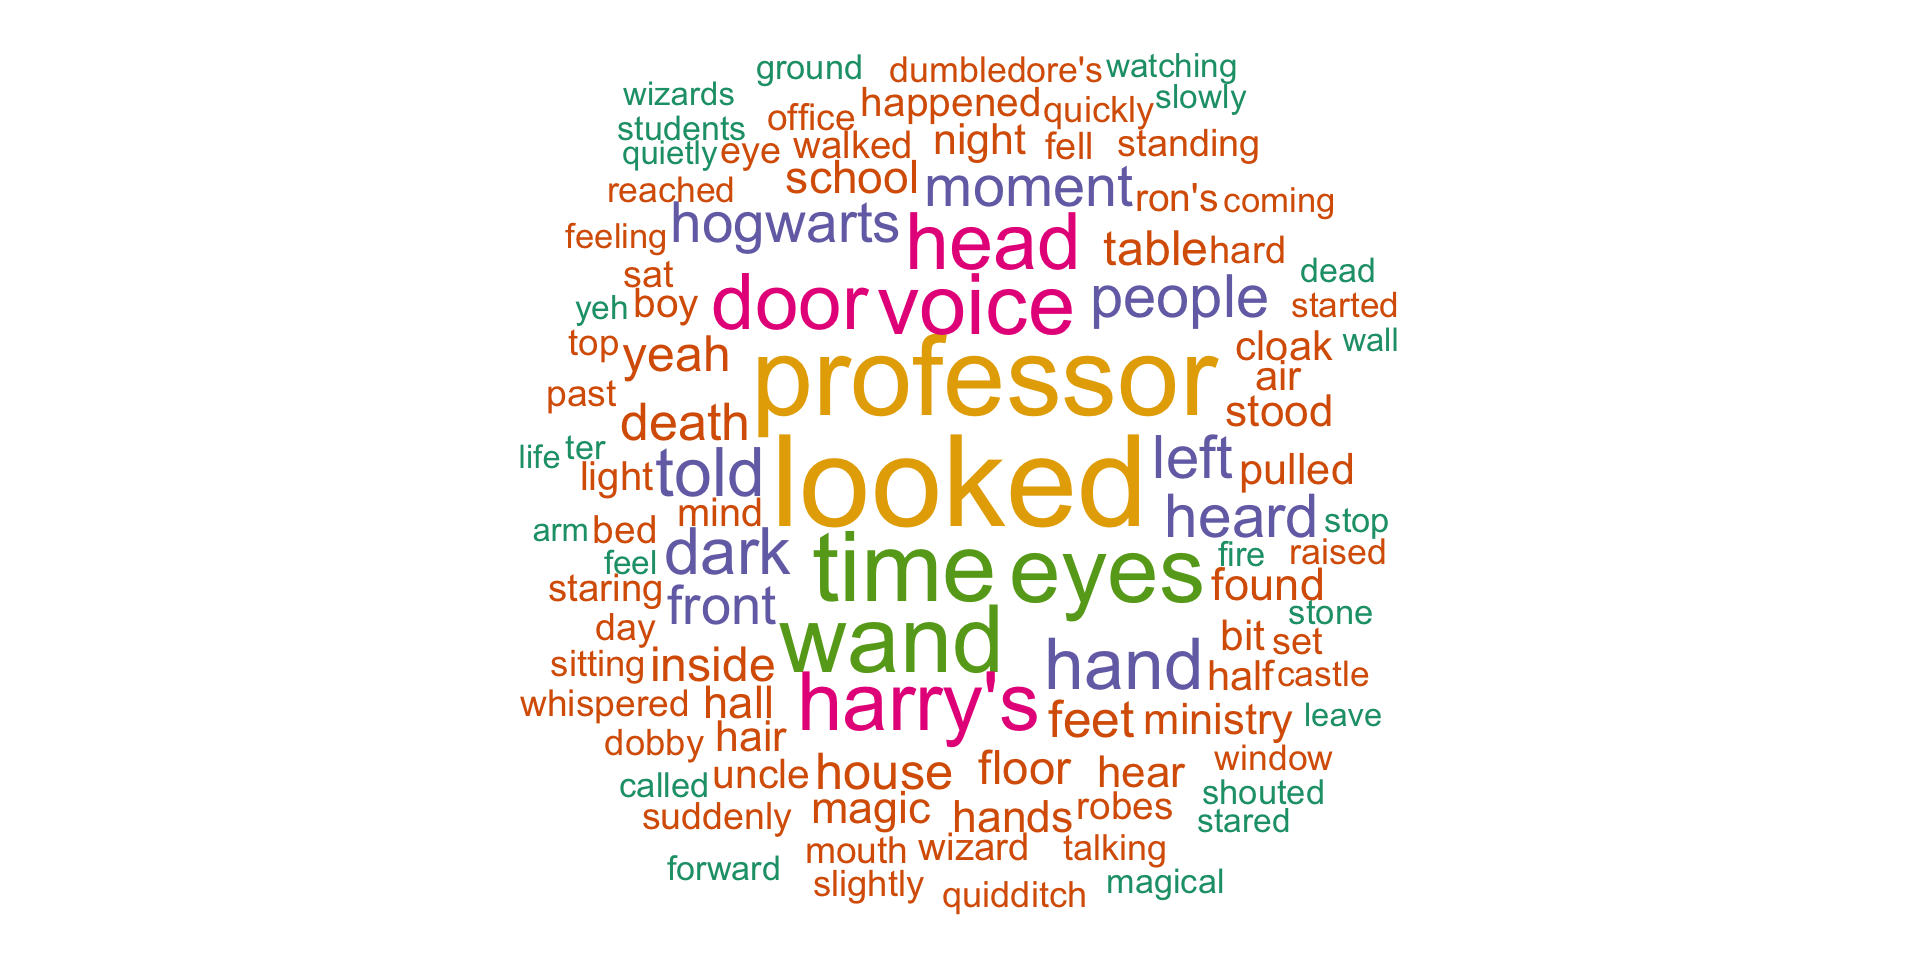 ground dumbledore's watching
wizards office happened quickly slowly
students walked night fell standing
quietly eye school moment ron's coming
reached hogwarts head table hard
feeling sat door voice people dead
yeh boy started
top yeah professor cloak wall
past death air stood
life ter told looked left pulled
light mind heard stop
arm bed dark time eyes fire raised
feel front found
staring wand stone
day hand bit set
sitting inside harry's half castle
whispered hall feet ministry leave
dobby hair window
called uncle house floor hear shouted
suddenly magic hands robes stared
mouth wizard talking
forward slightly quidditch magical